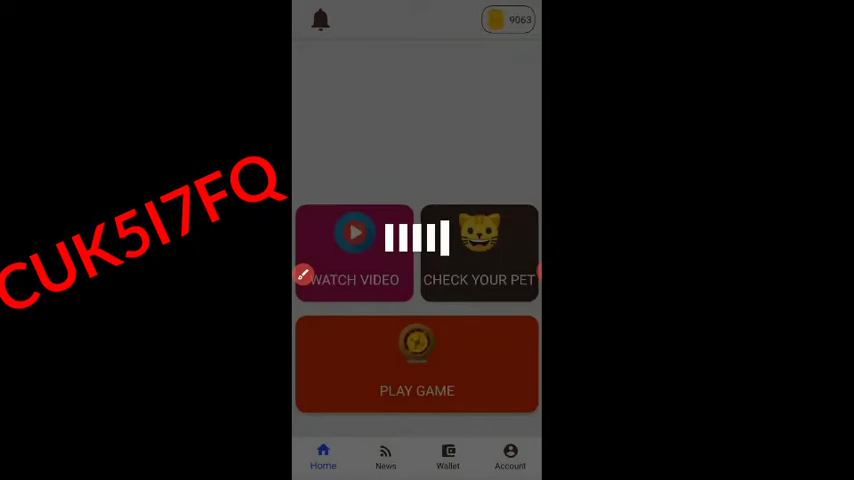 9063
CUK5I7FQ
WATCH VIDEO
CHECK YOUR PET
PLAY GAME
Home
News
Wallet
Account